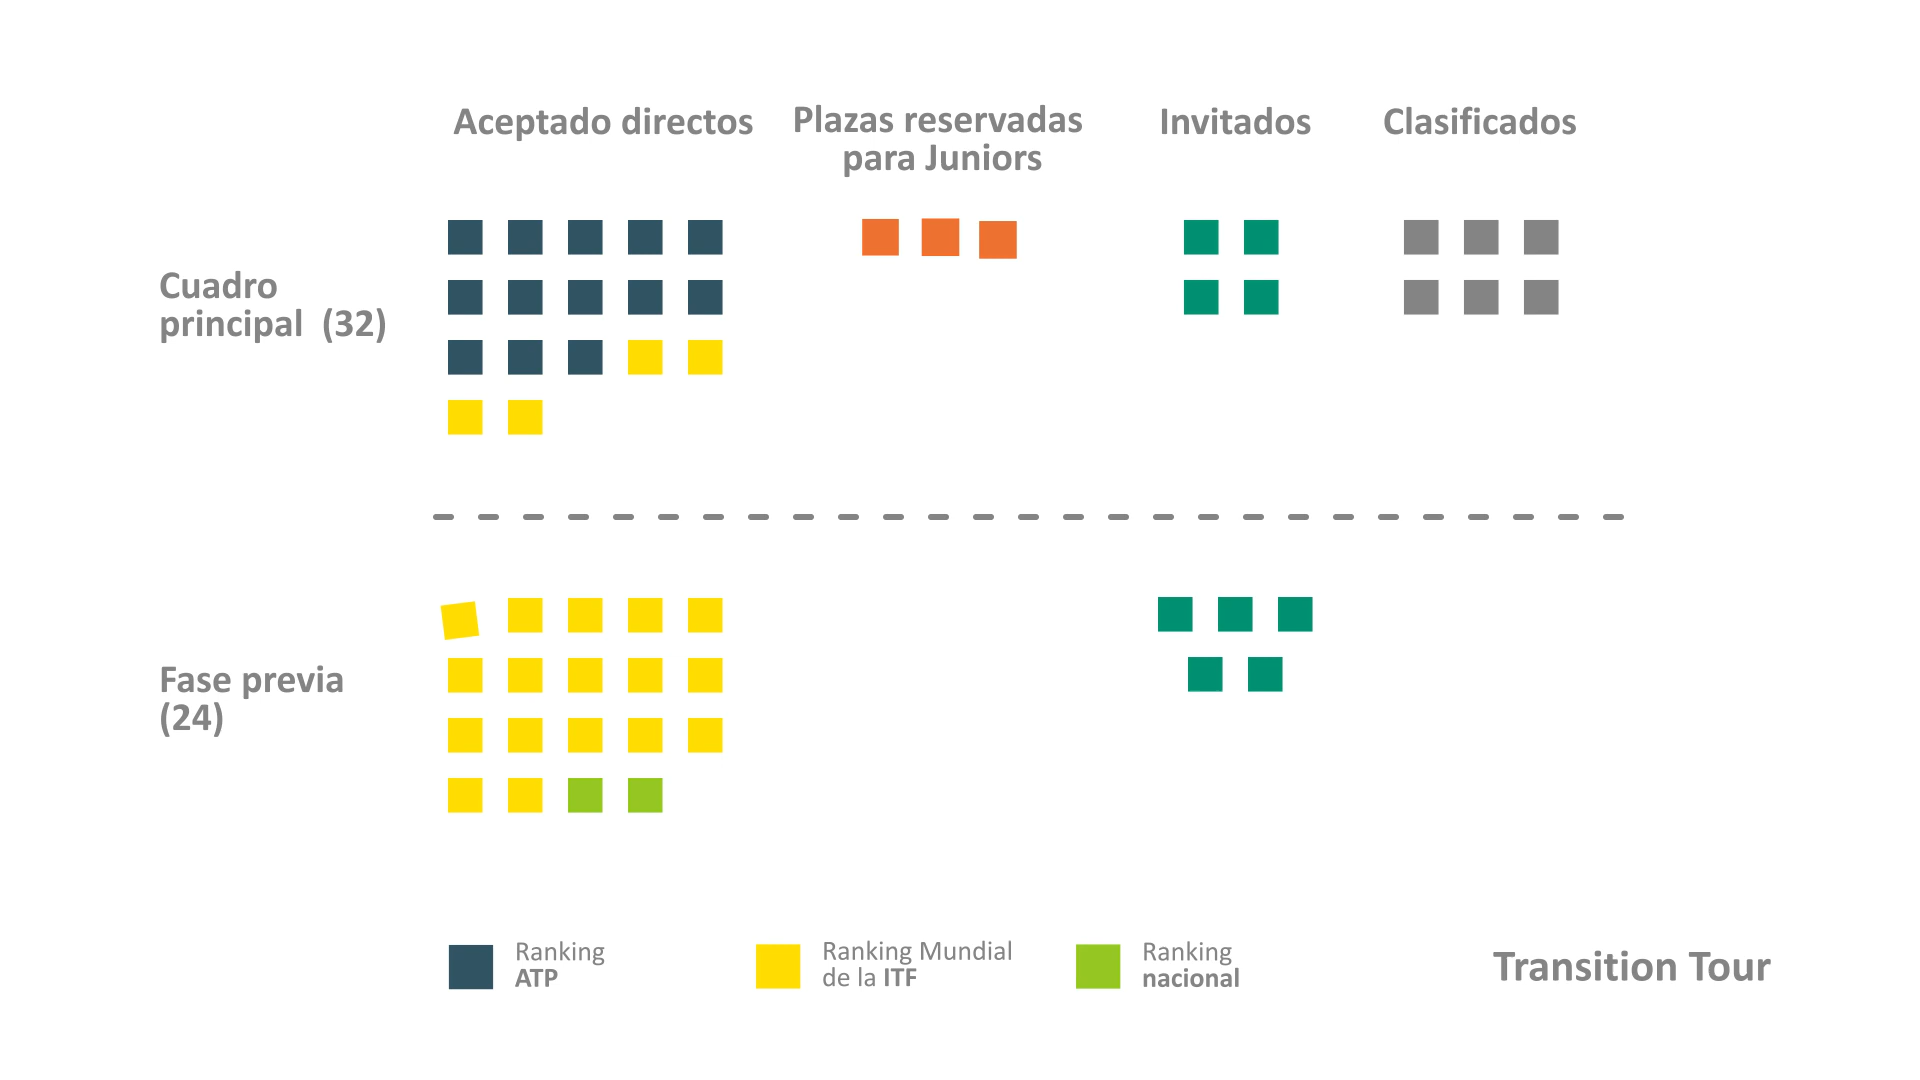 Aceptado directos
Plazas reservadas
para Juniors
Invitados
Clasificados
Cuadro
principal (32)
Fase previa
(24)
Ranking
ATP
Ranking Mundial
de la ITF
Ranking
nacional
Transition Tour